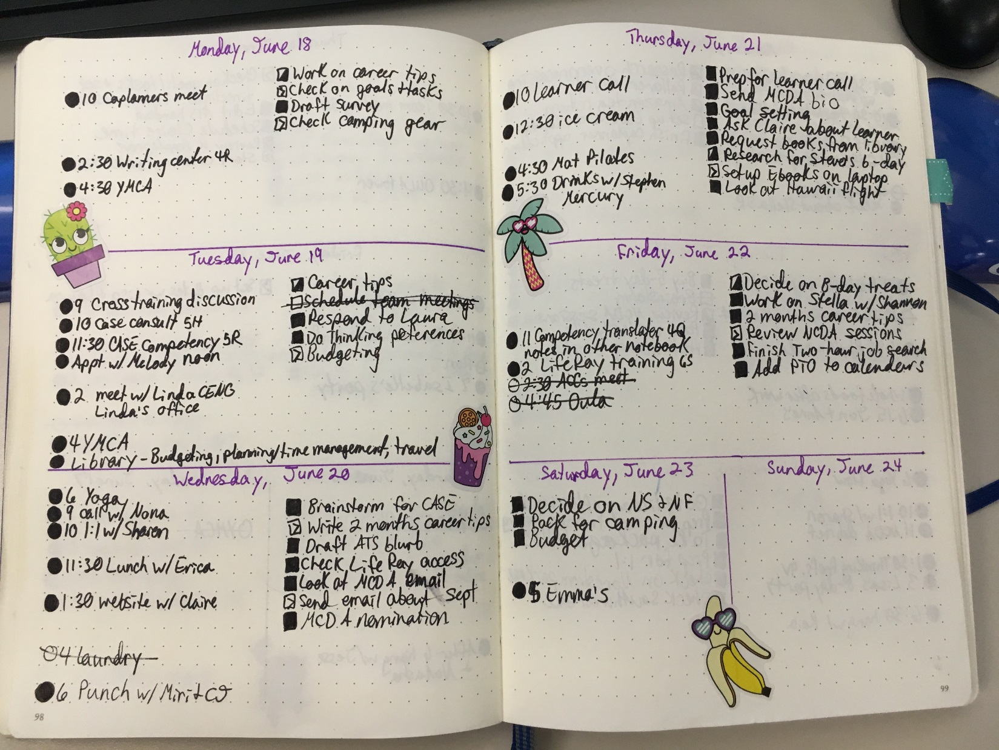 Monday, June 18
10 Coplanners meet
2:30 Writing center 4R
4:30 YMCA
Work on career tips
Check on goals + tasks
Draft survey
Check camping gear
Tuesday, June 19
9 Cross training discussion
10 Case consult 5H
11:30 CASE Competency 5R
Appt w/ Melody noon
2 meet w/ Linda CENG
Linda's office
4 YMCA
Library - Budgeting, planning/time management, travel
Career tips
Schedule team meetings
Respond to Laura
Do Thinking peferences
Budgeting
Wednesday, June 20
6 Yoga
9 call w/ Nona
10 1:1 w/ Sharon
11:30 Lunch w/ Erica
1:30 website w/ Claire
4 laundry
6 Punch w/ Miri +
Brainstorm for CASE
Write 2 months career tips
Draft ATS blurb
Check Life Ray access
Look at MCDA email
Send email about Sept
MCDA nomination
98
Thursday, June 21
10 Learner call
12:30 ice cream
4:30 Mat Pilates
5:30 Drinks w/ Stephen
Mercury
Prep for learner call
Send MCDA bio
Goal setting
Ask Claire about learner
Request books from library
Research for Steve's b-day
Set up Ebooks on laptop
Look at Hawaii flight
Friday, June 22
11 Competency translater 4Q
notes in other notebook
2 LifeRay training 6S
2:30 ACCs meet
4:45 Oula
Decide on B-day treats
Work on Stella w/ Shannon
2 months career tips
Review NCDA sessions
Finish Two-hour job search
Add PTO to calendars
Saturday, June 23
Decide on NS + NF
Pack for camping
Budget
5 Emma's
Sunday, June 24
99